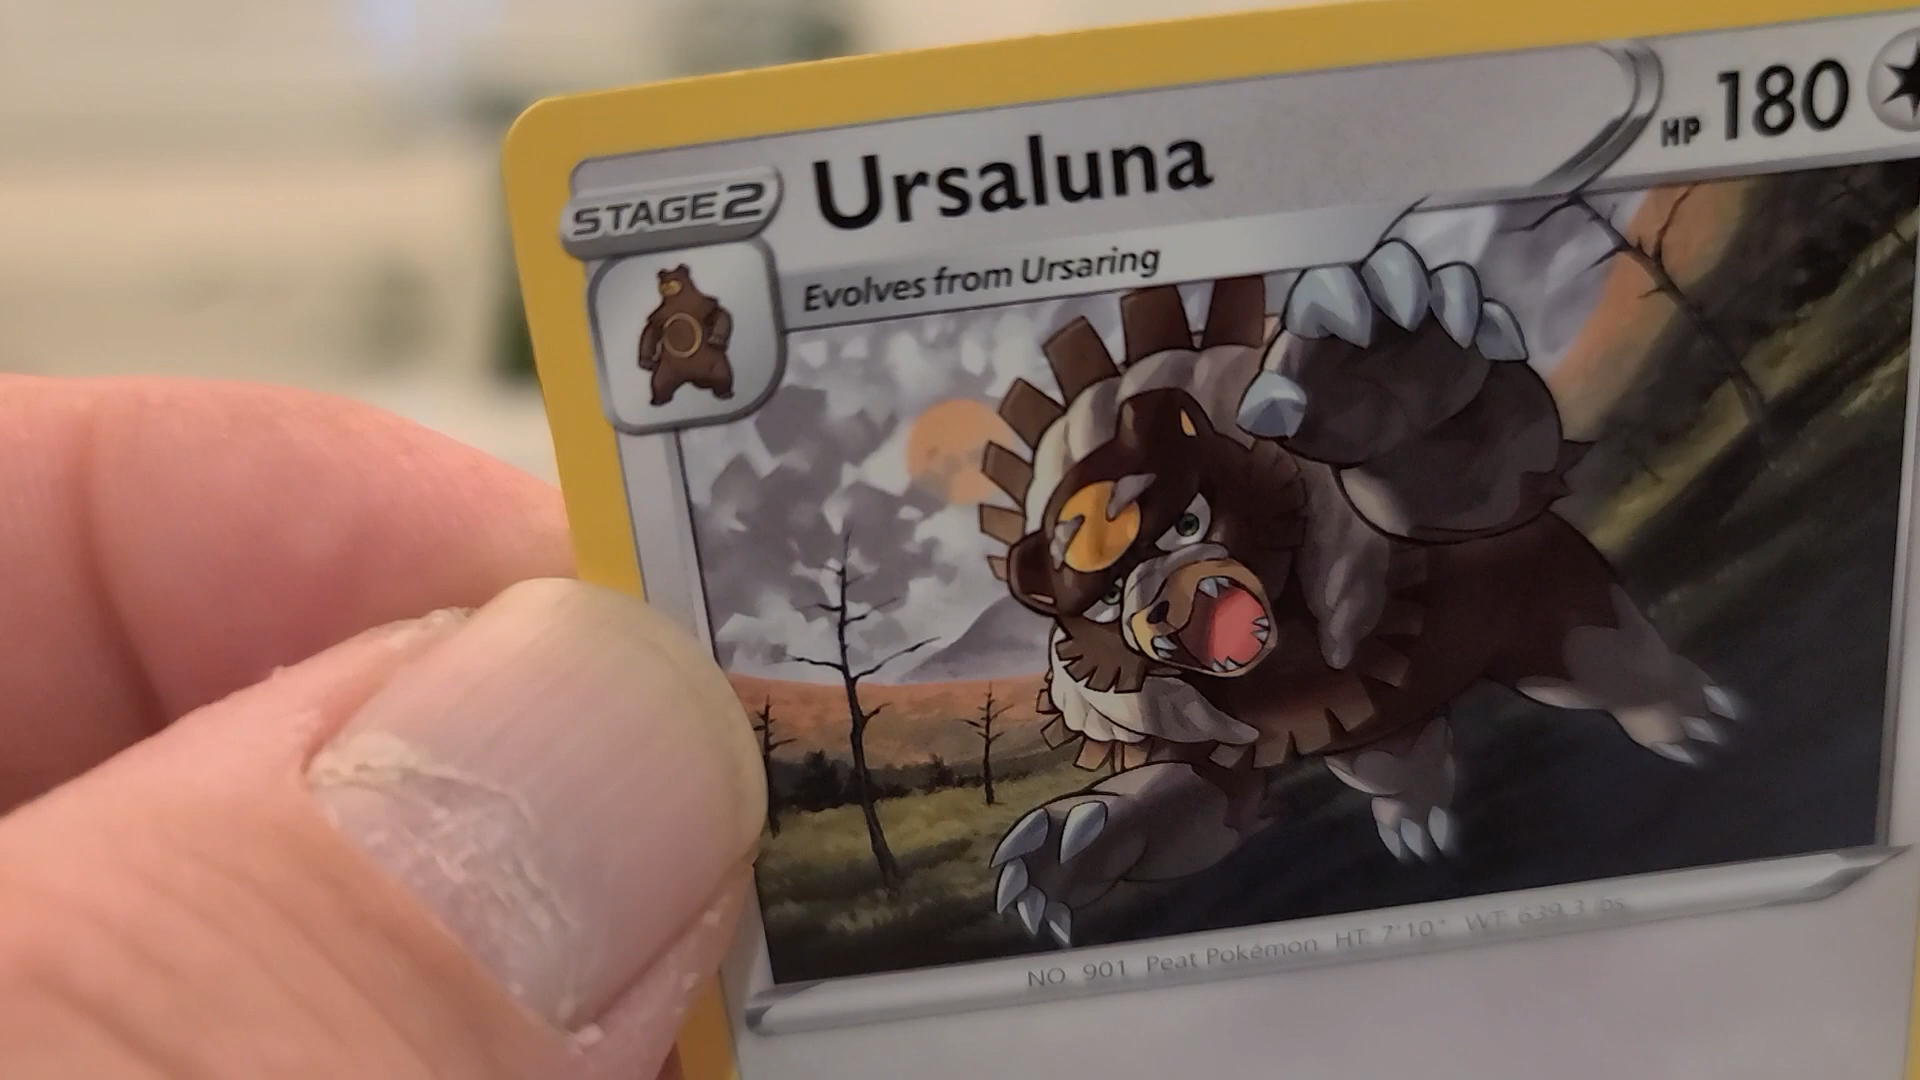 STAGE2 Ursaluna HP 180
Evolves from Ursaring
NO. 901 Peat Pokémon HT: 7'10" WT: 639.3 lbs.